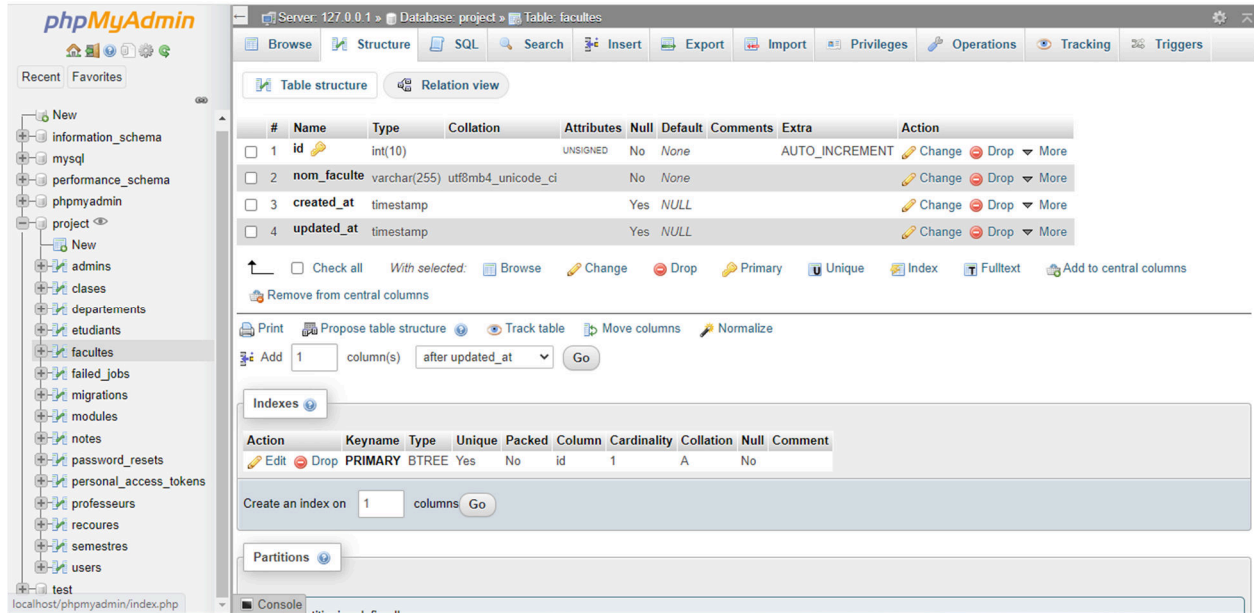 phpMyAdmin
Recent Favorites
New
information_schema
mysql
performance_schema
phpmyadmin
project
New
admins
clases
departements
etudiants
facultes
failed_jobs
migrations
modules
notes
password_resets
personal_access_tokens
professeurs
recoures
semestres
users
test
localhost/phpmyadmin/index.php
Server: 127.0.0.1 » Database: project » Table: facultes
Browse Structure SQL Search Insert Export Import Privileges Operations Tracking Triggers
Table structure Relation view
# Name Type Collation Attributes Null Default Comments Extra Action
1 id int(10) UNSIGNED No None AUTO_INCREMENT Change Drop More
2 nom_faculte varchar(255) utf8mb4_unicode_ci No None Change Drop More
3 created_at timestamp Yes NULL Change Drop More
4 updated_at timestamp Yes NULL Change Drop More
Check all With selected: Browse Change Drop Primary U Unique Index T Fulltext Add to central columns
Remove from central columns
Print Propose table structure Track table Move columns Normalize
Add 1 column(s) after updated_at Go
Indexes
Action Keyname Type Unique Packed Column Cardinality Collation Null Comment
Edit Drop PRIMARY BTREE Yes No id 1 A No
Create an index on 1 columns Go
Partitions
Console